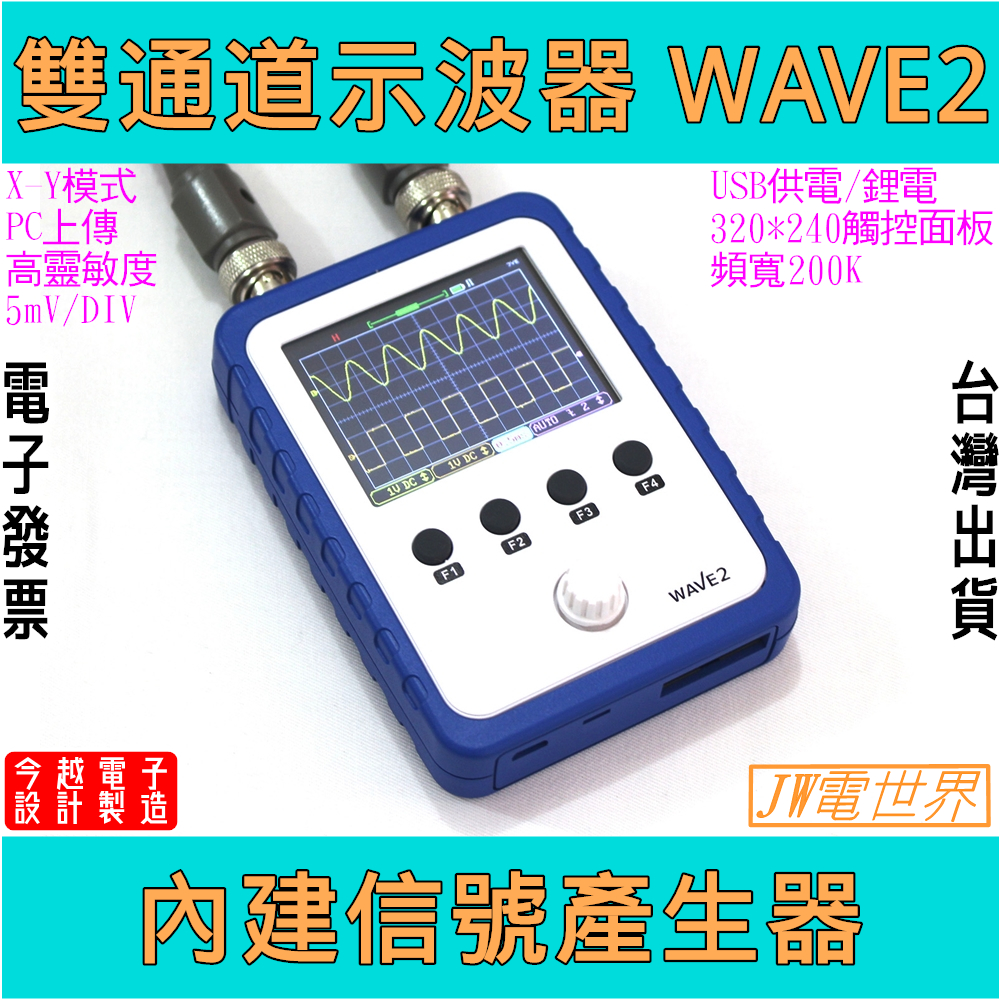 雙通道示波器 WAVE2
X-Y模式
PC上傳
高靈敏度
5mV/DIV
USB供電/鋰電
320*240觸控面板
頻寬200K
電子發票
台灣出貨
H
1V DC
1V DC
AUTO
2
F1
F2
F3
F4
WAVE2
今越電子
設計製造
JW電世界
內建信號產生器